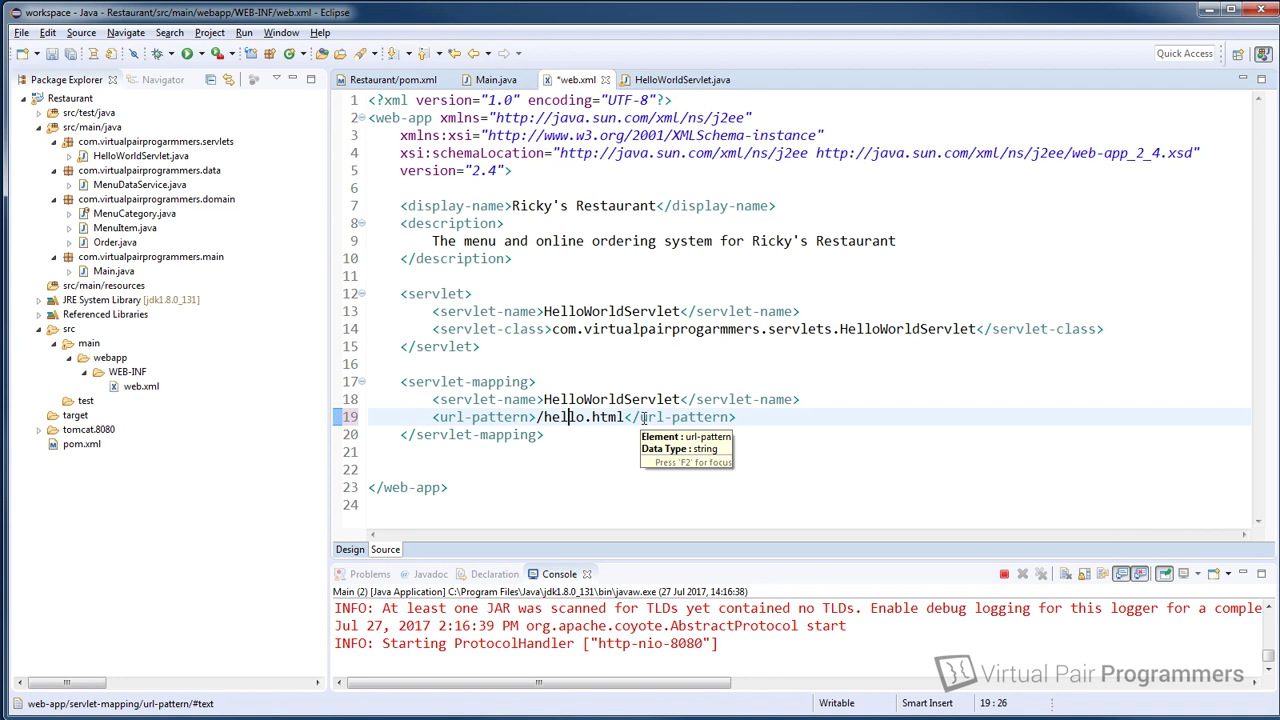 workspace - Java - Restaurant/src/main/webapp/WEB-INF/web.xml - Eclipse
File Edit Source Navigate Search Project Run Window Help
Quick Access
Package Explorer Navigator
Restaurant
src/test/java
src/main/java
com.virtualpairprogarmmers.servlets
HelloWorldServlet.java
com.virtualpairprogrammers.data
MenuDataService.java
com.virtualpairprogrammers.domain
MenuCategory.java
MenuItem.java
Order.java
com.virtualpairprogrammers.main
Main.java
src/main/resources
JRE System Library [jdk1.8.0_131]
Referenced Libraries
src
main
webapp
WEB-INF
web.xml
test
target
tomcat.8080
pom.xml
Restaurant/pom.xml Main.java *web.xml HelloWorldServlet.java
1 <?xml version="1.0" encoding="UTF-8"?>
2 <web-app xmlns="http://java.sun.com/xml/ns/j2ee"
3 xmlns:xsi="http://www.w3.org/2001/XMLSchema-instance"
4 xsi:schemaLocation="http://java.sun.com/xml/ns/j2ee http://java.sun.com/xml/ns/j2ee/web-app_2_4.xsd"
5 version="2.4">
6
7 <display-name>Ricky's Restaurant</display-name>
8 <description>
9 The menu and online ordering system for Ricky's Restaurant
10 </description>
11
12 <servlet>
13 <servlet-name>HelloWorldServlet</servlet-name>
14 <servlet-class>com.virtualpairprogarmmers.servlets.HelloWorldServlet</servlet-class>
15 </servlet>
16
17 <servlet-mapping>
18 <servlet-name>HelloWorldServlet</servlet-name>
19 <url-pattern>/hello.html</url-pattern>
20 </servlet-mapping>
21
22
23 </web-app>
24
Element : url-pattern
Data Type : string
Press 'F2' for focus
Design Source
Problems Javadoc Declaration Console
Main (2) [Java Application] C:\Program Files\Java\jdk1.8.0_131\bin\javaw.exe (27 Jul 2017, 14:16:38)
INFO: At least one JAR was scanned for TLDs yet contained no TLDs. Enable debug logging for this logger for a comple
Jul 27, 2017 2:16:39 PM org.apache.coyote.AbstractProtocol start
INFO: Starting ProtocolHandler ["http-nio-8080"]
Virtual Pair Programmers
web-app/servlet-mapping/url-pattern/#text
Writable Smart Insert 19 : 26